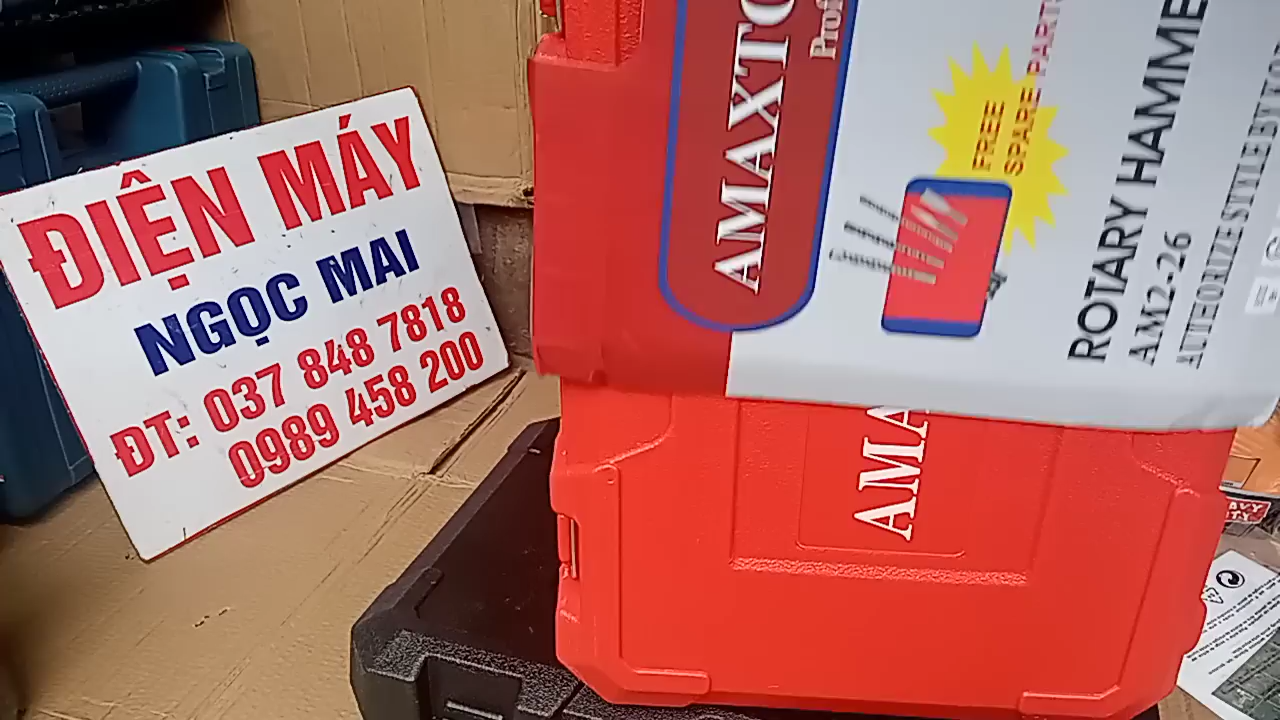 ĐIỆN MÁY
NGỌC MAI
ĐT: 037 848 7818
0989 458 200
AMAXTO
Prof
FREE
SPARE PARTS
ROTARY HAMME
AM2-26
AMA